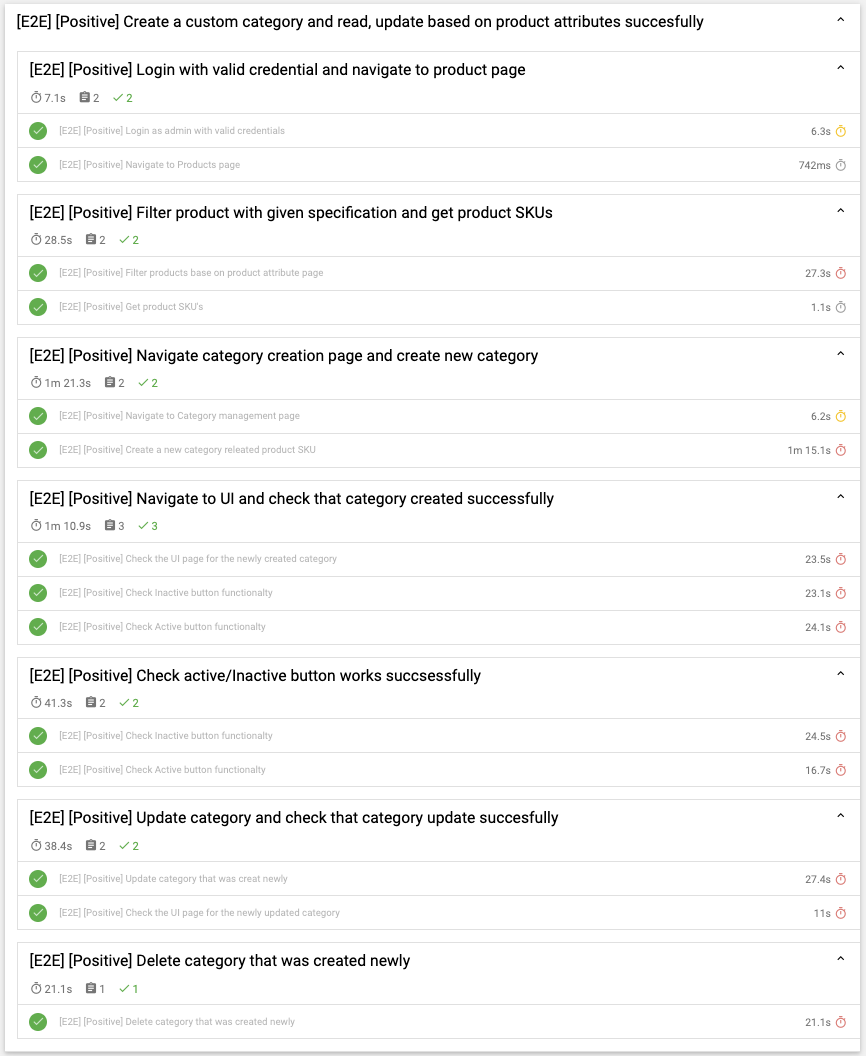 [E2E] [Positive] Create a custom category and read, update based on product attributes succesfully
[E2E] [Positive] Login with valid credential and navigate to product page
7.1s 2 2
[E2E] [Positive] Login as admin with valid credentials 6.3s
[E2E] [Positive] Navigate to Products page 742ms
[E2E] [Positive] Filter product with given specification and get product SKUs
28.5s 2 2
[E2E] [Positive] Filter products base on product attribute page 27.3s
[E2E] [Positive] Get product SKU's 1.1s
[E2E] [Positive] Navigate category creation page and create new category
1m 21.3s 2 2
[E2E] [Positive] Navigate to Category management page 6.2s
[E2E] [Positive] Create a new category releated product SKU 1m 15.1s
[E2E] [Positive] Navigate to UI and check that category created successfully
1m 10.9s 3 3
[E2E] [Positive] Check the UI page for the newly created category 23.5s
[E2E] [Positive] Check Inactive button functionalty 23.1s
[E2E] [Positive] Check Active button functionalty 24.1s
[E2E] [Positive] Check active/Inactive button works succsessfully
41.3s 2 2
[E2E] [Positive] Check Inactive button functionalty 24.5s
[E2E] [Positive] Check Active button functionalty 16.7s
[E2E] [Positive] Update category and check that category update succesfully
38.4s 2 2
[E2E] [Positive] Update category that was creat newly 27.4s
[E2E] [Positive] Check the UI page for the newly updated category 11s
[E2E] [Positive] Delete category that was created newly
21.1s 1 1
[E2E] [Positive] Delete category that was created newly 21.1s